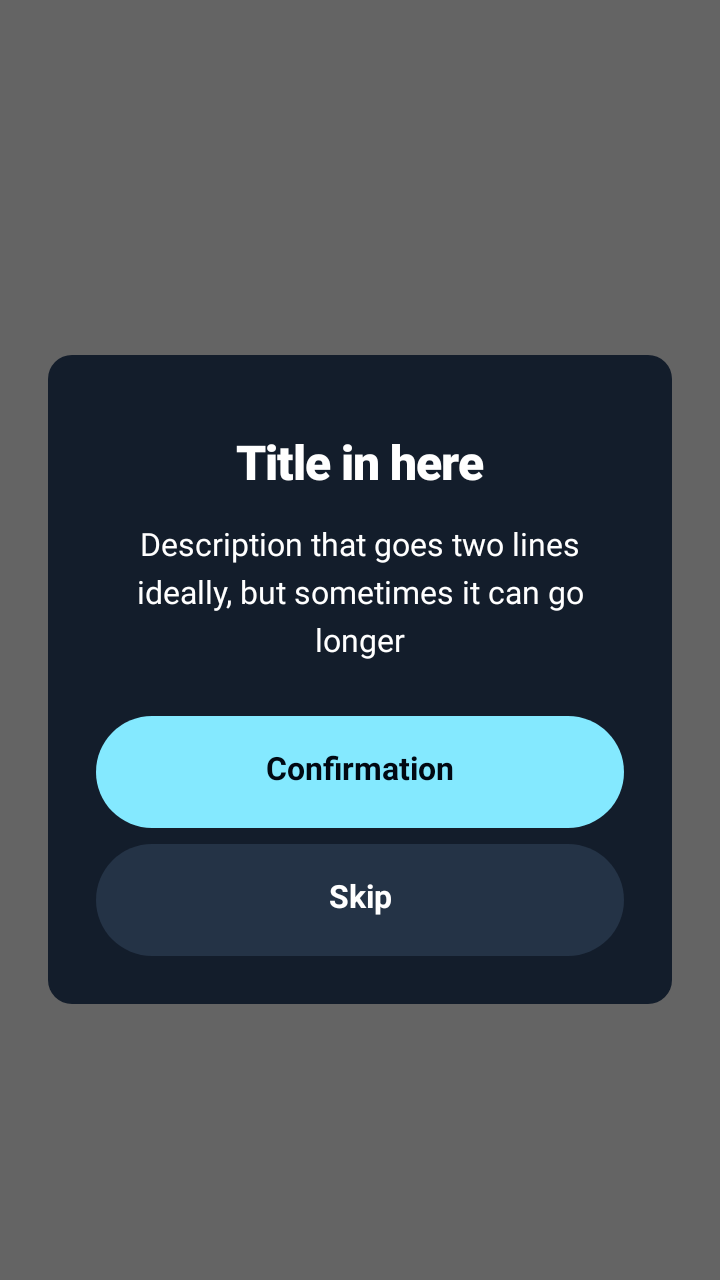 Title in here
Description that goes two lines
ideally, but sometimes it can go
longer
Confirmation
Skip